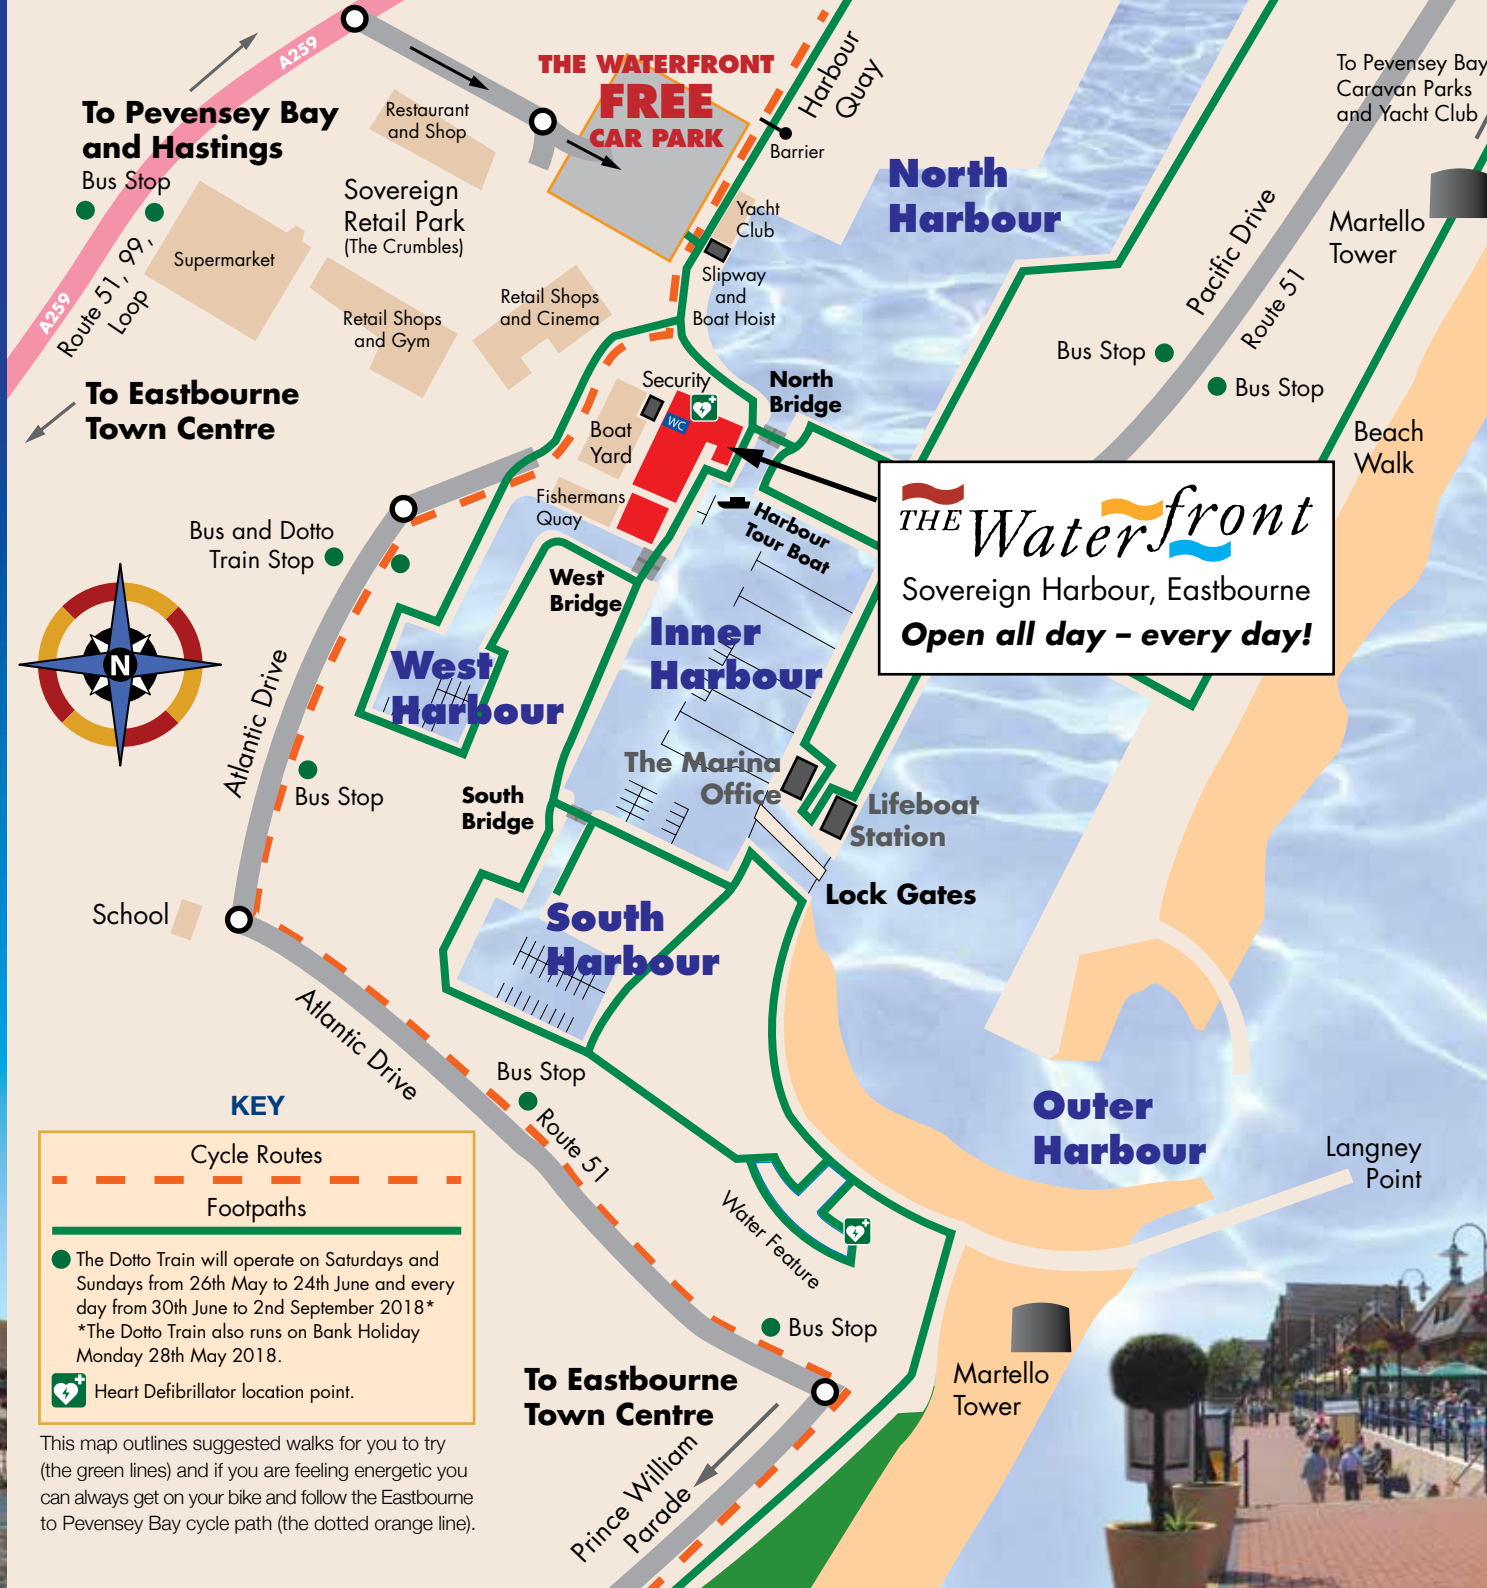 A259
THE WATERFRONT
FREE
CAR PARK
Harbour
Quay
Barrier
To Pevensey Bay
Caravan Parks
and Yacht Club
To Pevensey Bay
and Hastings
Bus Stop
Restaurant
and Shop
Sovereign
Retail Park
(The Crumbles)
Supermarket
Route 51, 99,
Loop
A259
Retail Shops
and Gym
Retail Shops
and Cinema
North
Harbour
Yacht
Club
Slipway
and
Boat Hoist
Pacific Drive
Route 51
Martello
Tower
Bus Stop
Bus Stop
Beach
Walk
To Eastbourne
Town Centre
Security
WC
North
Bridge
Boat
Yard
Fishermans
Quay
Harbour
Tour Boat
THE Waterfront
Sovereign Harbour, Eastbourne
Open all day – every day!
Bus and Dotto
Train Stop
West
Bridge
N
Inner
Harbour
West
Harbour
Atlantic Drive
Bus Stop
The Marina
Office
South
Bridge
Lifeboat
Station
Lock Gates
School
South
Harbour
Atlantic Drive
Bus Stop
Route 51
Outer
Harbour
Langney
Point
Water Feature
Bus Stop
Martello
Tower
To Eastbourne
Town Centre
Prince William
Parade
KEY
Cycle Routes
Footpaths
The Dotto Train will operate on Saturdays and
Sundays from 26th May to 24th June and every
day from 30th June to 2nd September 2018*
*The Dotto Train also runs on Bank Holiday
Monday 28th May 2018.
Heart Defibrillator location point.
This map outlines suggested walks for you to try
(the green lines) and if you are feeling energetic you
can always get on your bike and follow the Eastbourne
to Pevensey Bay cycle path (the dotted orange line).